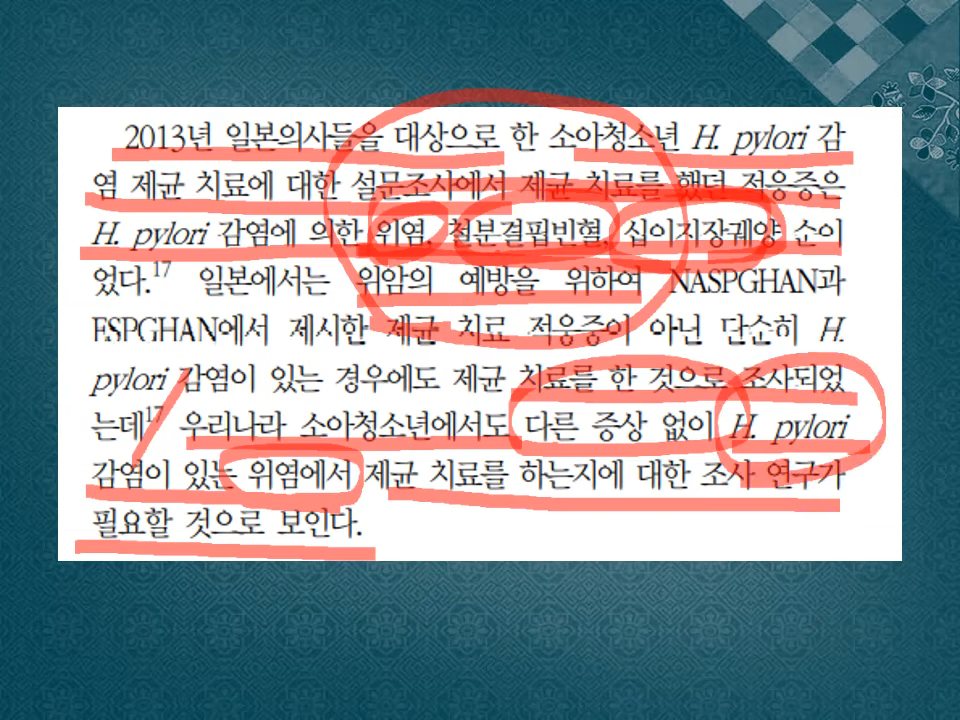 2013년 일본의사들을 대상으로 한 소아청소년 H. pylori 감
염 제균 치료에 대한 설문조사에서 제균 치료를 했던 적응증은
H. pylori 감염에 의한 위염, 철분결핍빈혈, 십이지장궤양 순이
었다.17 일본에서는 위암의 예방을 위하여 NASPGHAN과
ESPGHAN에서 제시한 제균 치료 적응증이 아닌 단순히 H.
pylori 감염이 있는 경우에도 제균 치료를 한 것으로 조사되었
는데17 우리나라 소아청소년에서도 다른 증상 없이 H. pylori
감염이 있는 위염에서 제균 치료를 하는지에 대한 조사 연구가
필요할 것으로 보인다.